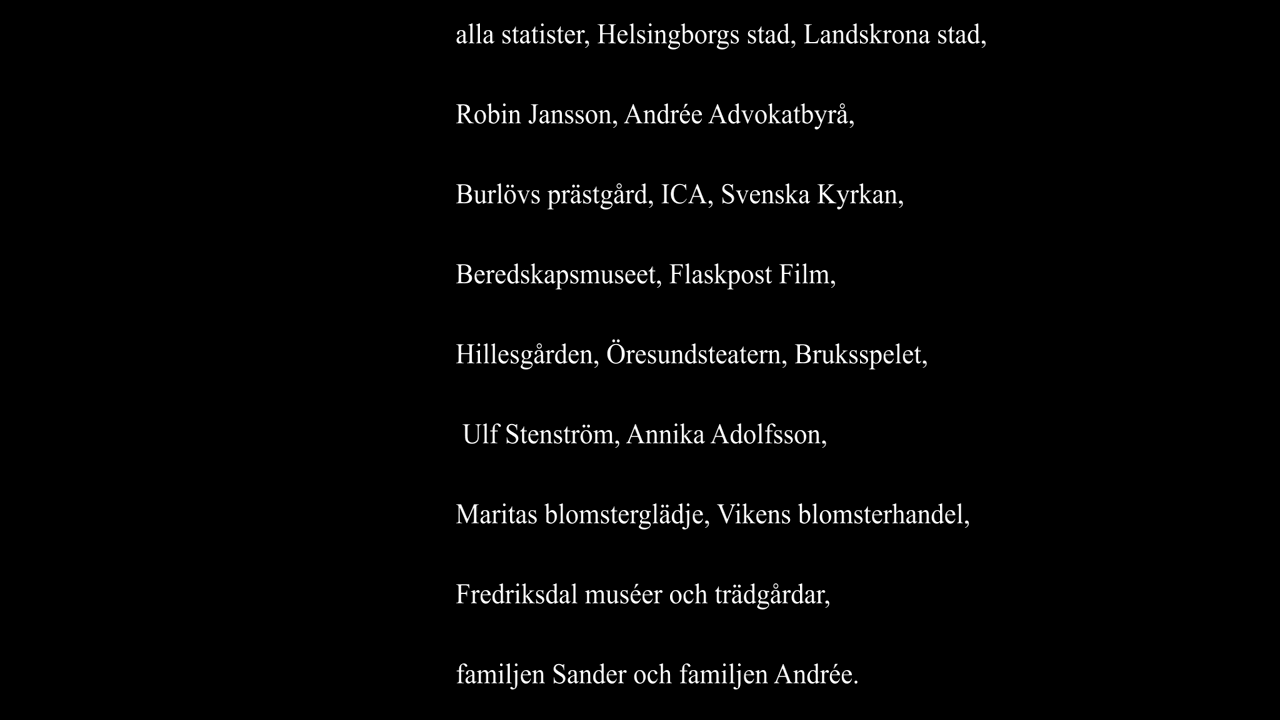 alla statister, Helsingborgs stad, Landskrona stad,
Robin Jansson, Andrée Advokatbyrå,
Burlövs prästgård, ICA, Svenska Kyrkan,
Beredskapsmuseet, Flaskpost Film,
Hillesgården, Öresundsteatern, Bruksspelet,
Ulf Stenström, Annika Adolfsson,
Maritas blomsterglädje, Vikens blomsterhandel,
Fredriksdal muséer och trädgårdar,
familjen Sander och familjen Andrée.